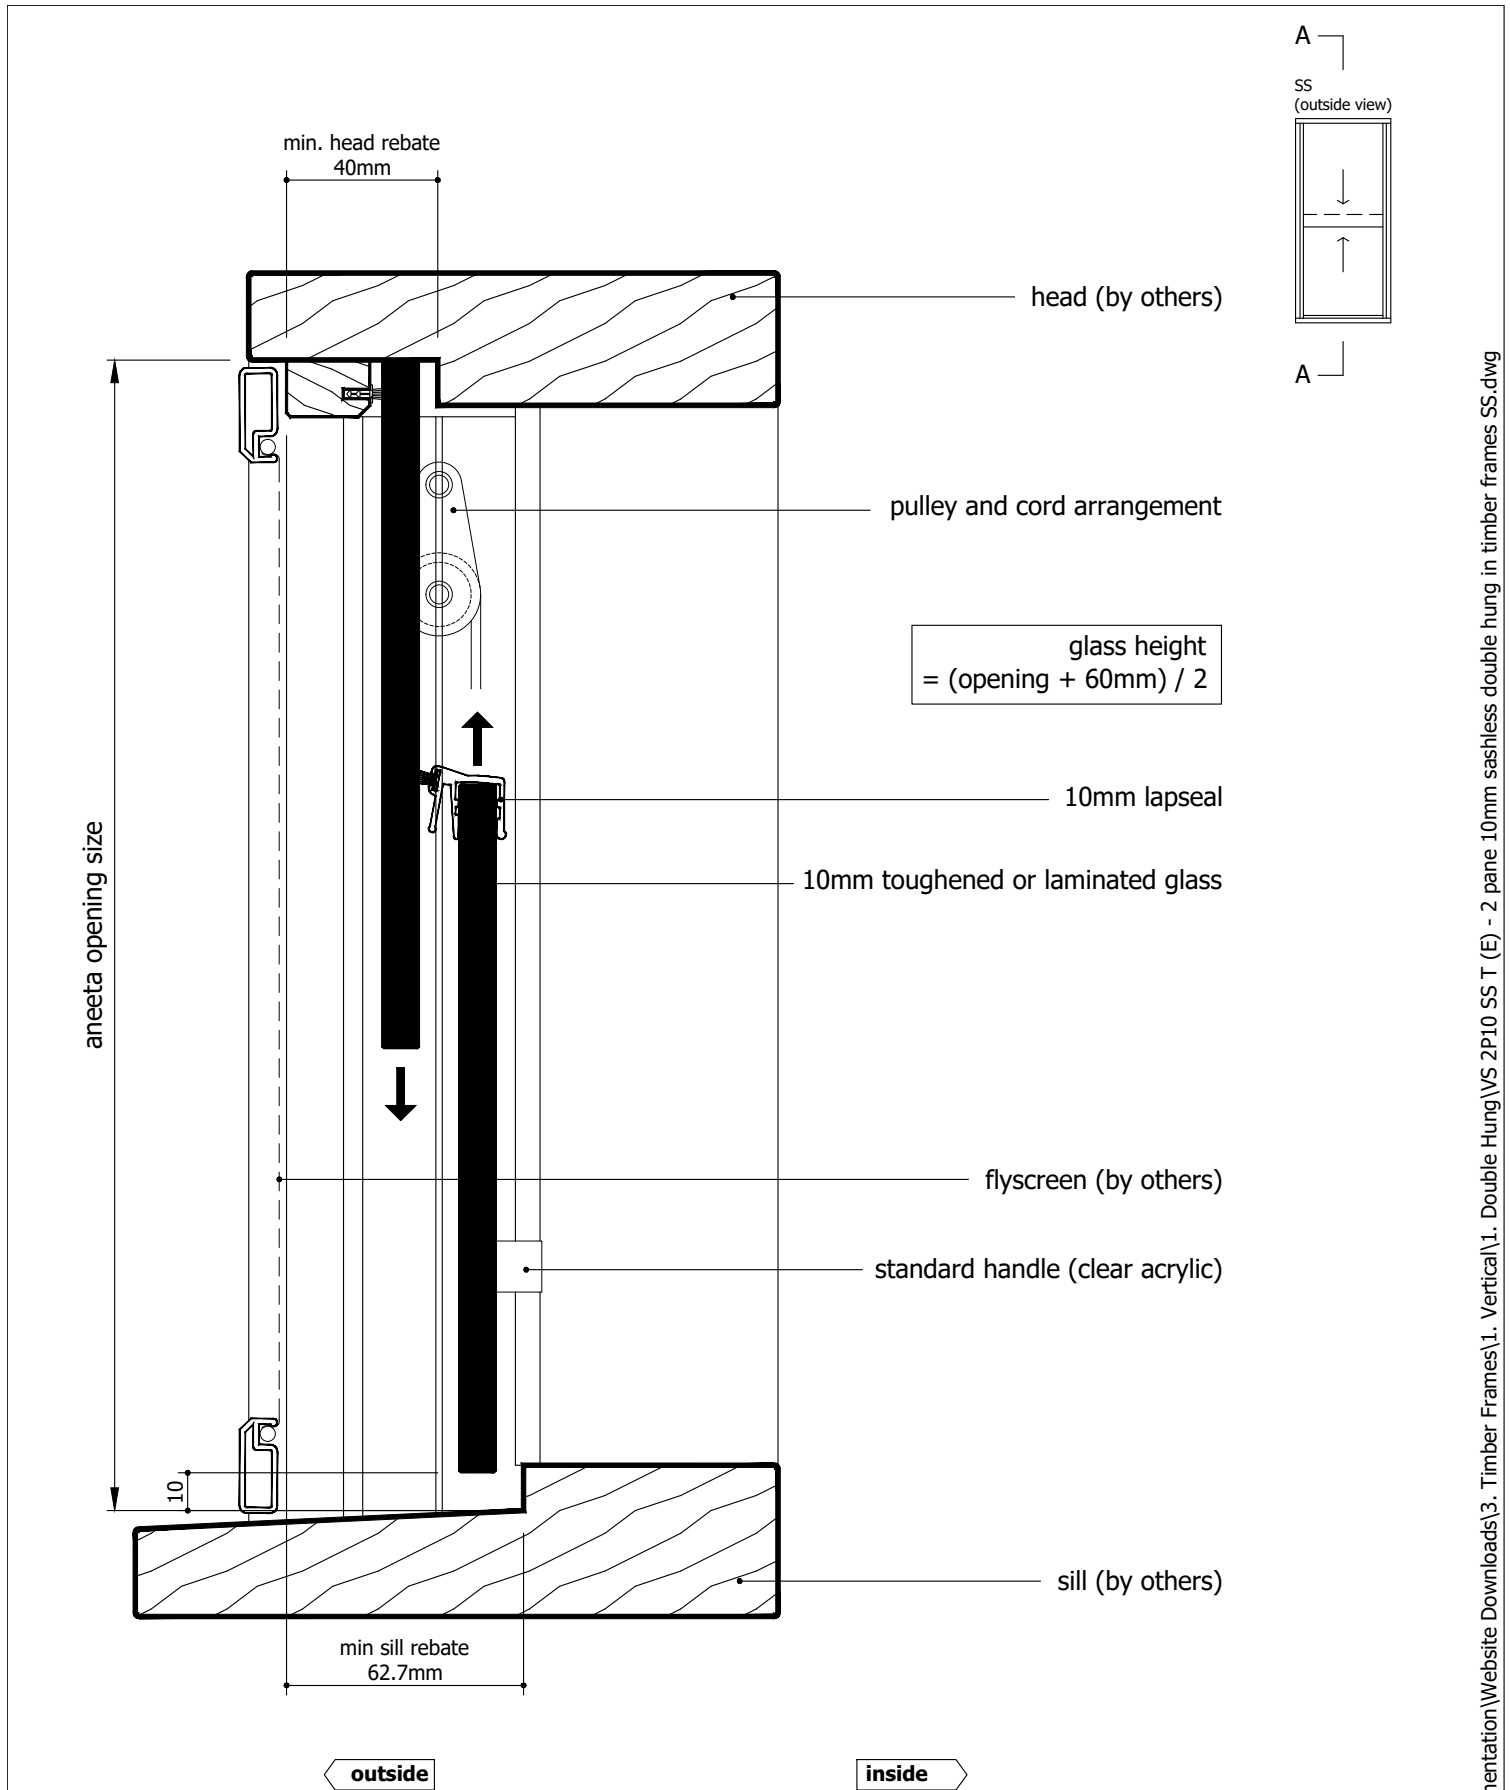 A
SS
(outside view)
A
min. head rebate
40mm
head (by others)
pulley and cord arrangement
glass height
= (opening + 60mm) / 2
10mm lapseal
10mm toughened or laminated glass
aneeta opening size
flyscreen (by others)
standard handle (clear acrylic)
10
sill (by others)
min sill rebate
62.7mm
outside
inside
entation\Website Downloads\3. Timber Frames\1. Vertical\1. Double Hung\VS 2P10 SS T (E) - 2 pane 10mm sashless double hung in timber frames SS.dwg